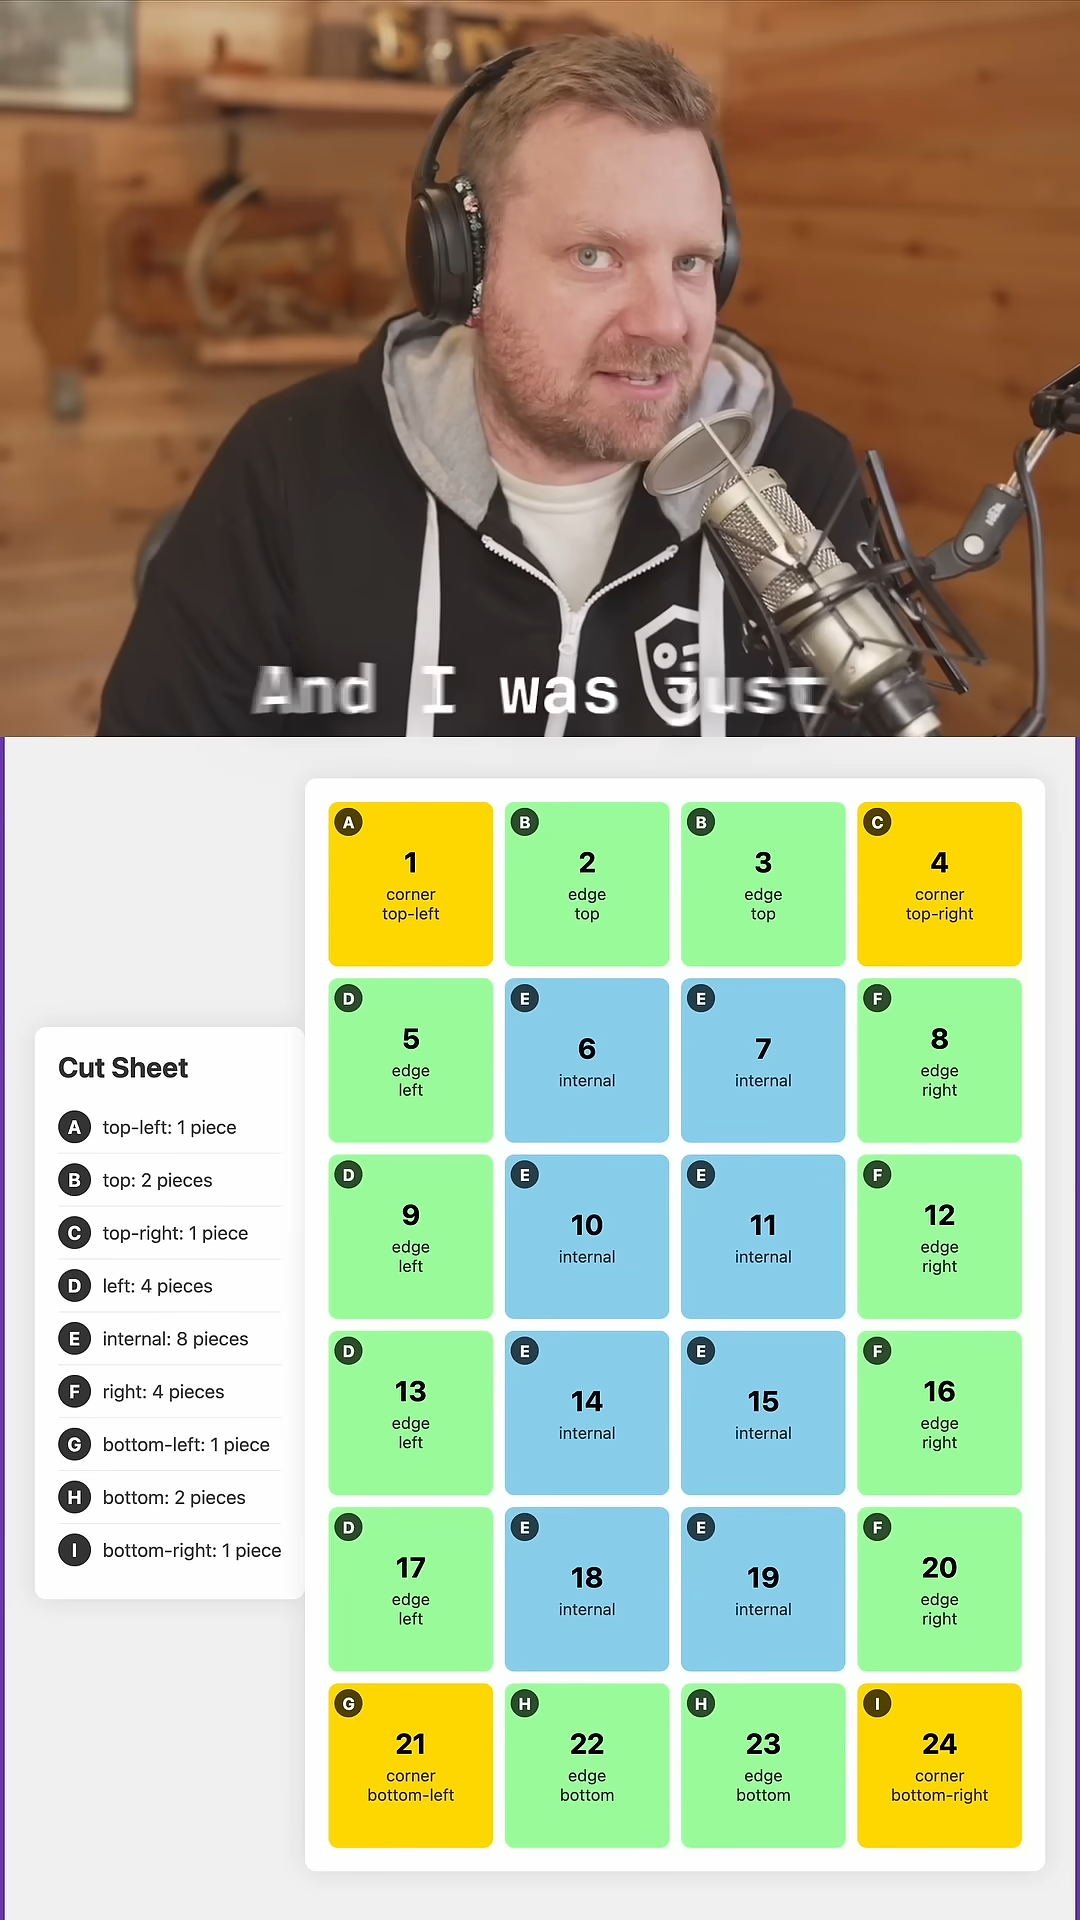 And I was just
A
1
corner
top-left
B
2
edge
top
B
3
edge
top
C
4
corner
top-right
D
5
edge
left
E
6
internal
E
7
internal
F
8
edge
right
Cut Sheet
A top-left: 1 piece
B top: 2 pieces
C top-right: 1 piece
D left: 4 pieces
E internal: 8 pieces
F right: 4 pieces
G bottom-left: 1 piece
H bottom: 2 pieces
I bottom-right: 1 piece
D
9
edge
left
E
10
internal
E
11
internal
F
12
edge
right
D
13
edge
left
E
14
internal
E
15
internal
F
16
edge
right
D
17
edge
left
E
18
internal
E
19
internal
F
20
edge
right
G
21
corner
bottom-left
H
22
edge
bottom
H
23
edge
bottom
I
24
corner
bottom-right